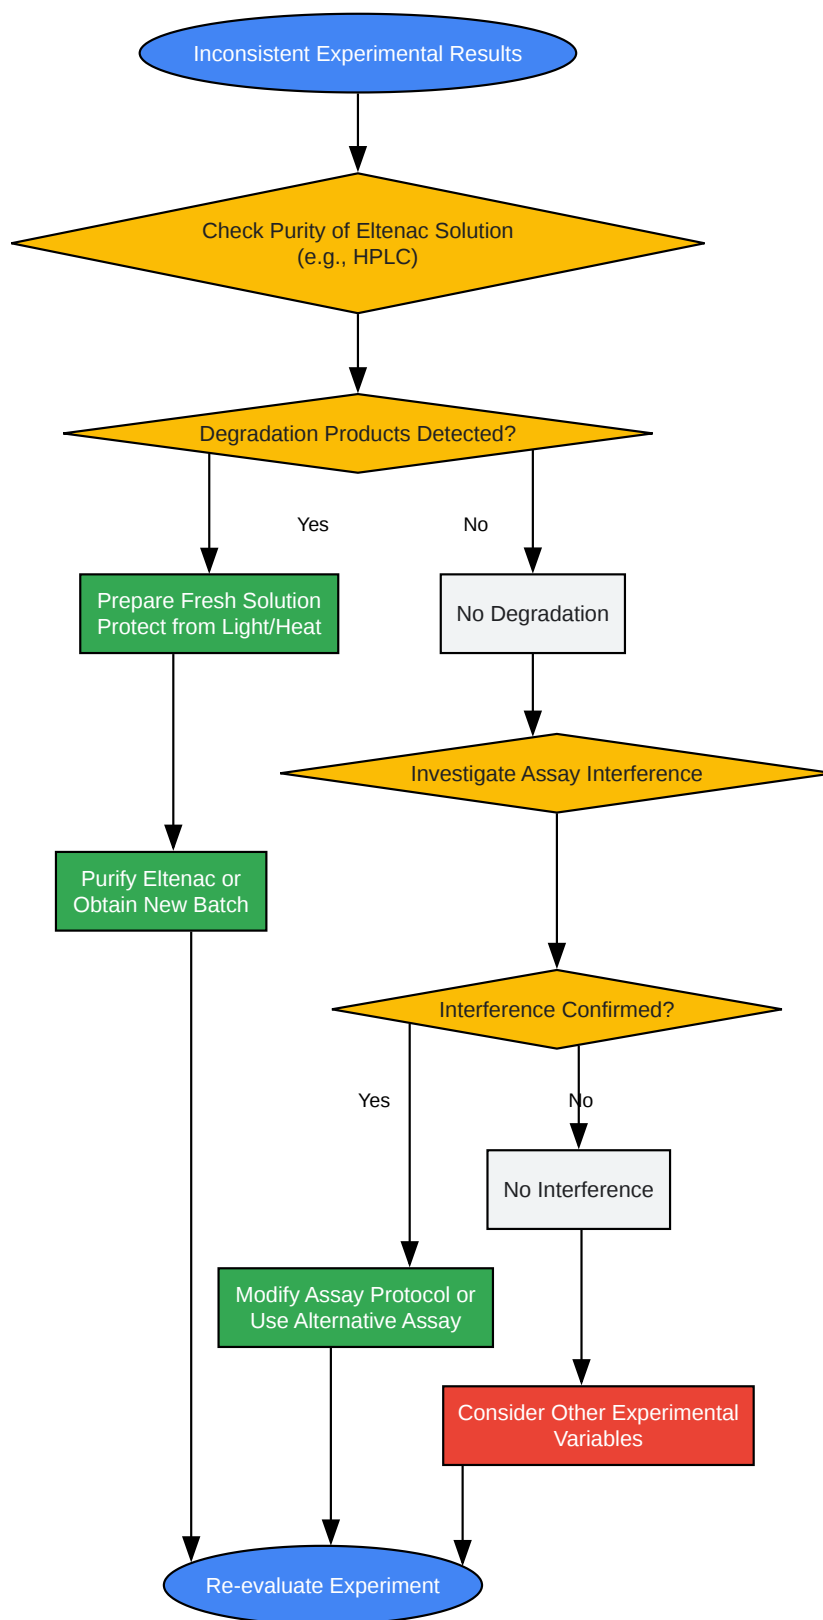 Inconsistent Experimental Results
Check Purity of Eltenac Solution
(e.g., HPLC)
Degradation Products Detected?
Yes
No
Prepare Fresh Solution
Protect from Light/Heat
No Degradation
Investigate Assay Interference
Purify Eltenac or
Obtain New Batch
Interference Confirmed?
Yes
No
No Interference
Modify Assay Protocol or
Use Alternative Assay
Consider Other Experimental
Variables
Re-evaluate Experiment